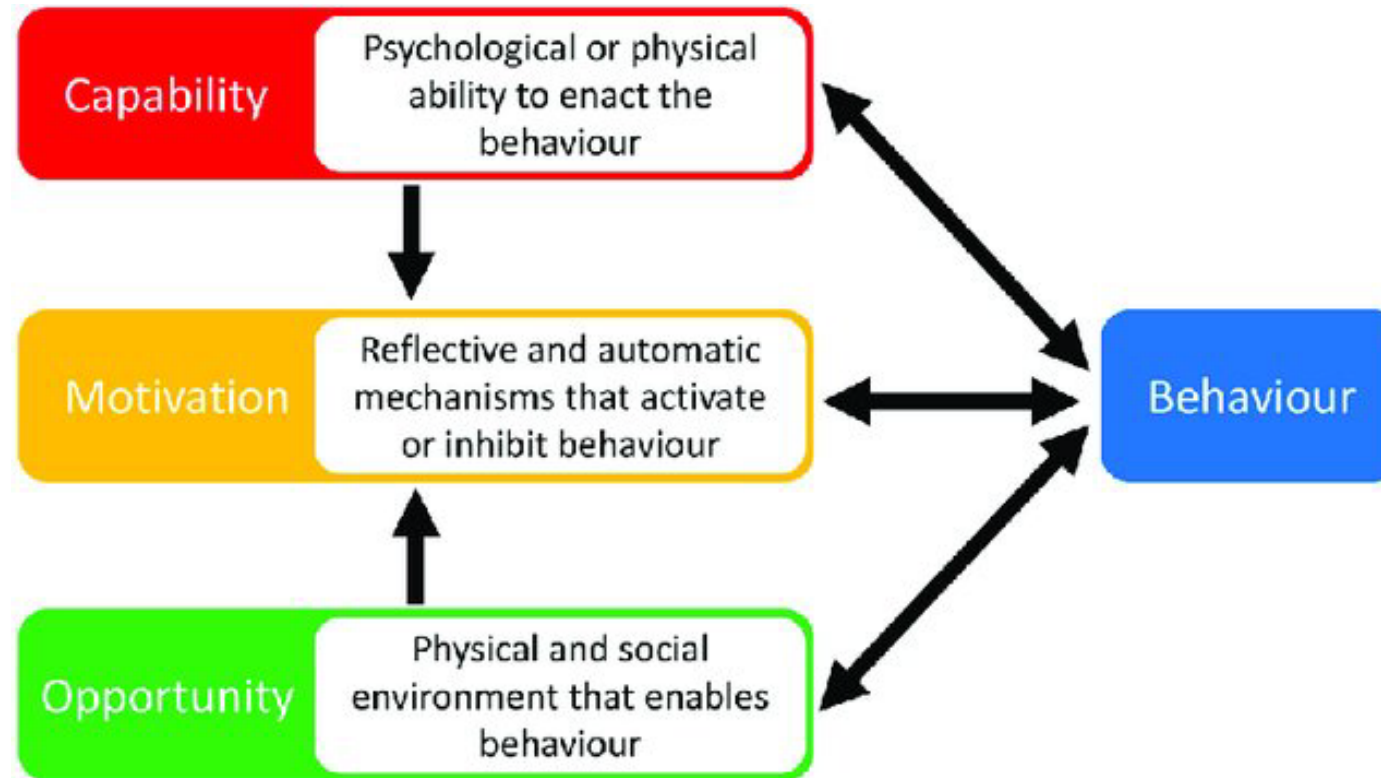 Capability
Psychological or physical
ability to enact the
behaviour
Motivation
Reflective and automatic
mechanisms that activate
or inhibit behaviour
Behaviour
Opportunity
Physical and social
environment that enables
behaviour